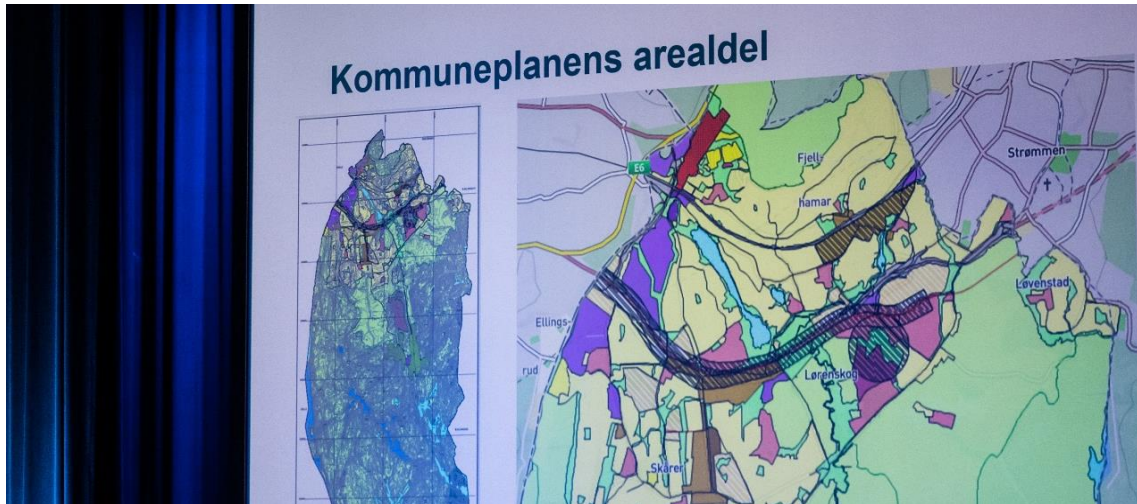 Kommuneplanens arealdel
E6
Fjell-
hamar
Strømmen
Løvenstad
Ellings-
rud
Lørenskog
Skårer